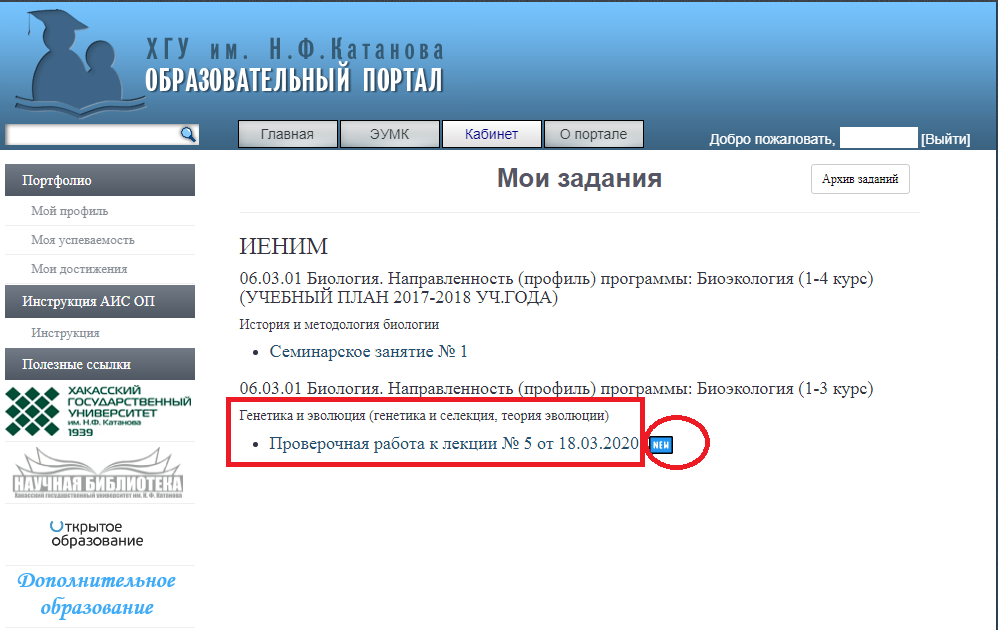 ХГУ им. Н.Ф.Катанова
ОБРАЗОВАТЕЛЬНЫЙ ПОРТАЛ
Главная
ЭУМК
Кабинет
О портале
Добро пожаловать,
[Выйти]
Портфолио
Мой профиль
Моя успеваемость
Мои достижения
Инструкция АИС ОП
Инструкция
Полезные ссылки
ХАКАССКИЙ
ГОСУДАРСТВЕННЫЙ
УНИВЕРСИТЕТ
им. Н.Ф. Катанова
1939
НАУЧНАЯ БИБЛИОТЕКА
Хакасский государственный университет им. Н. Ф. Катанова
Открытое
образование
Дополнительное
образование
Мои задания
Архив заданий
ИЕНИМ
06.03.01 Биология. Направленность (профиль) программы: Биоэкология (1-4 курс)
(УЧЕБНЫЙ ПЛАН 2017-2018 УЧ.ГОДА)
История и методология биологии
• Семинарское занятие № 1
06.03.01 Биология. Направленность (профиль) программы: Биоэкология (1-3 курс)
Генетика и эволюция (генетика и селекция, теория эволюции)
• Проверочная работа к лекции № 5 от 18.03.2020 NEW